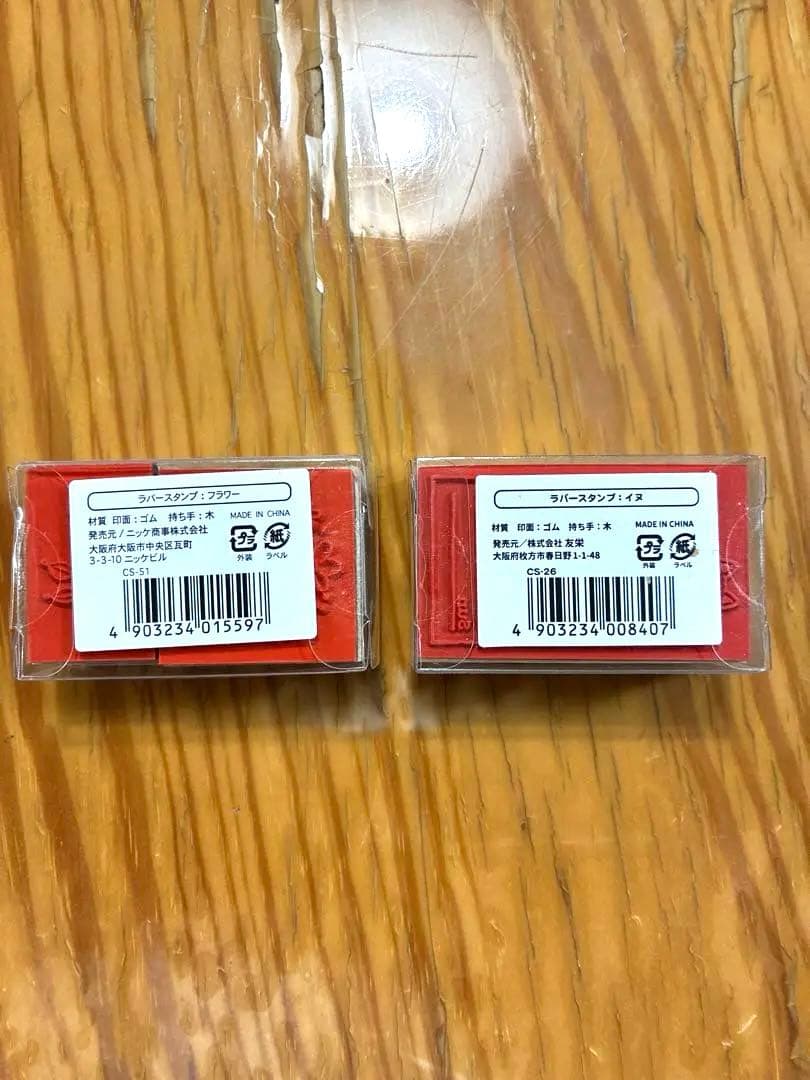 ラバースタンプ：フラワー
材質 印面：ゴム 持ち手：木
発売元/ニッケ商事株式会社
大阪府大阪市中央区瓦町
3-3-10 ニッケビル
MADE IN CHINA
プラ 紙
外装 ラベル
CS-51
4 903234 015597
ラバースタンプ：イヌ
材質 印面：ゴム 持ち手：木
発売元／株式会社 友栄
大阪府枚方市春日野1-1-48
MADE IN CHINA
プラ 紙
外装 ラベル
CS-26
4 903234 008407